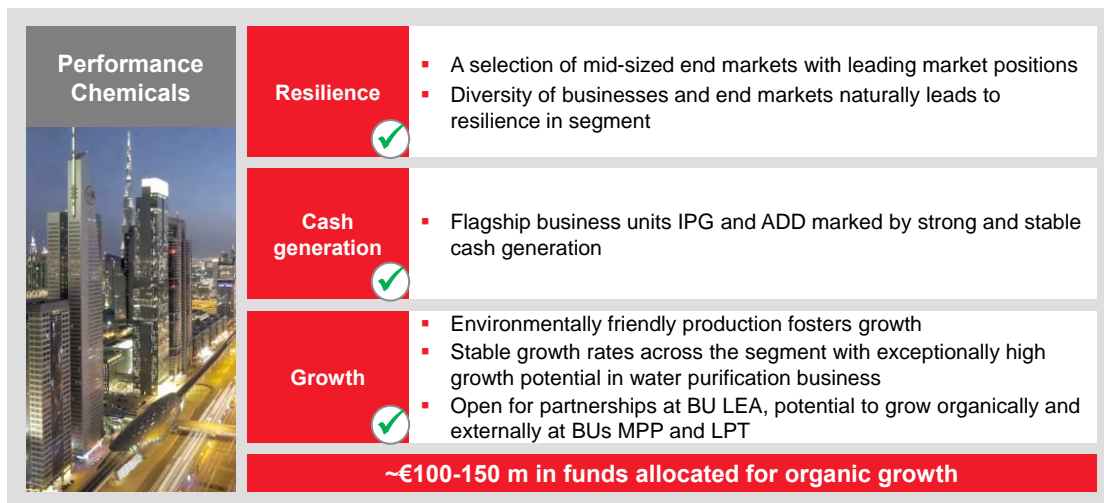 Performance
Chemicals
Resilience
▪ A selection of mid-sized end markets with leading market positions
▪ Diversity of businesses and end markets naturally leads to
resilience in segment
Cash
generation
▪ Flagship business units IPG and ADD marked by strong and stable
cash generation
Growth
▪ Environmentally friendly production fosters growth
▪ Stable growth rates across the segment with exceptionally high
growth potential in water purification business
▪ Open for partnerships at BU LEA, potential to grow organically and
externally at BUs MPP and LPT
~€100-150 m in funds allocated for organic growth